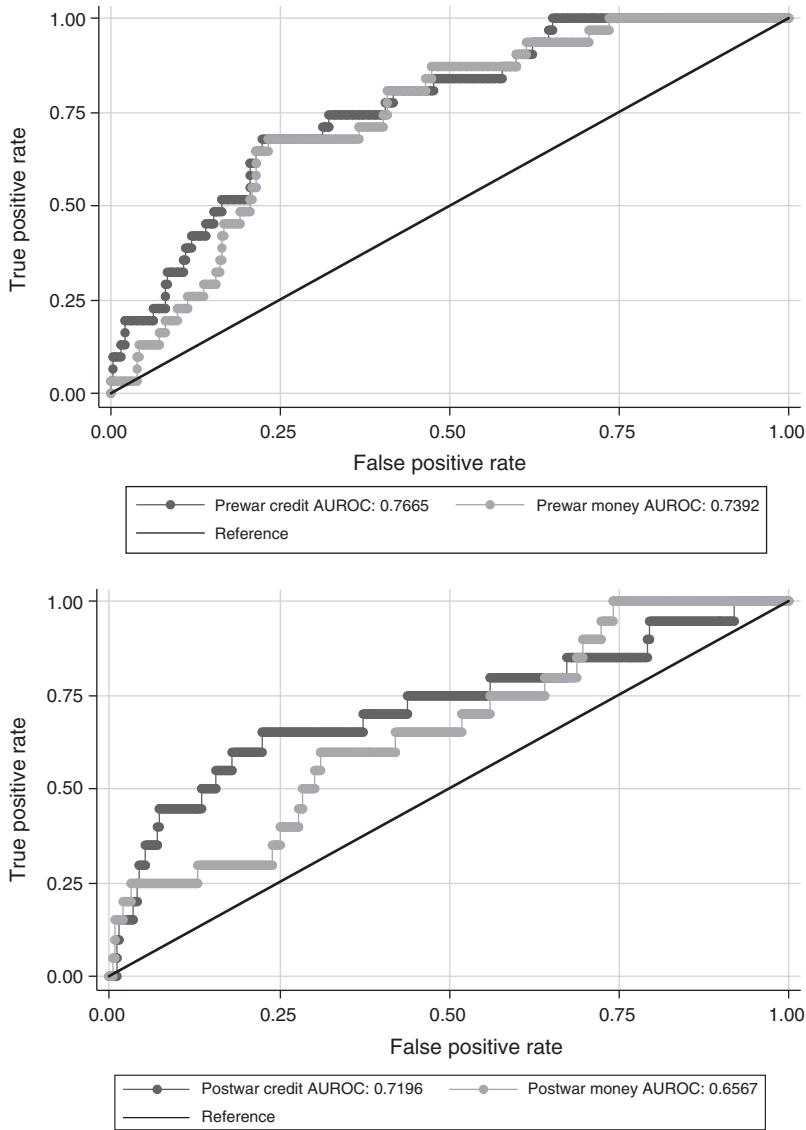 1.00
0.75
0.50
0.25
0.00
True positive rate
0.00 0.25 0.50 0.75 1.00
False positive rate
Prewar credit AUROC: 0.7665 Prewar money AUROC: 0.7392
Reference
1.00
0.75
0.50
0.25
0.00
True positive rate
0.00 0.25 0.50 0.75 1.00
False positive rate
Postwar credit AUROC: 0.7196 Postwar money AUROC: 0.6567
Reference